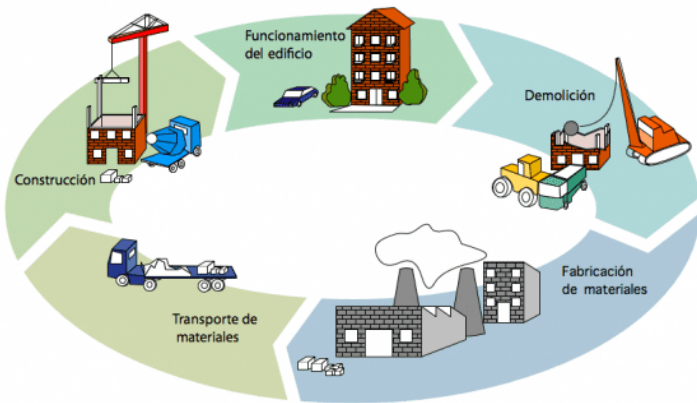 Funcionamiento
del edificio
Demolición
Construcción
Fabricación
de materiales
Transporte de
materiales